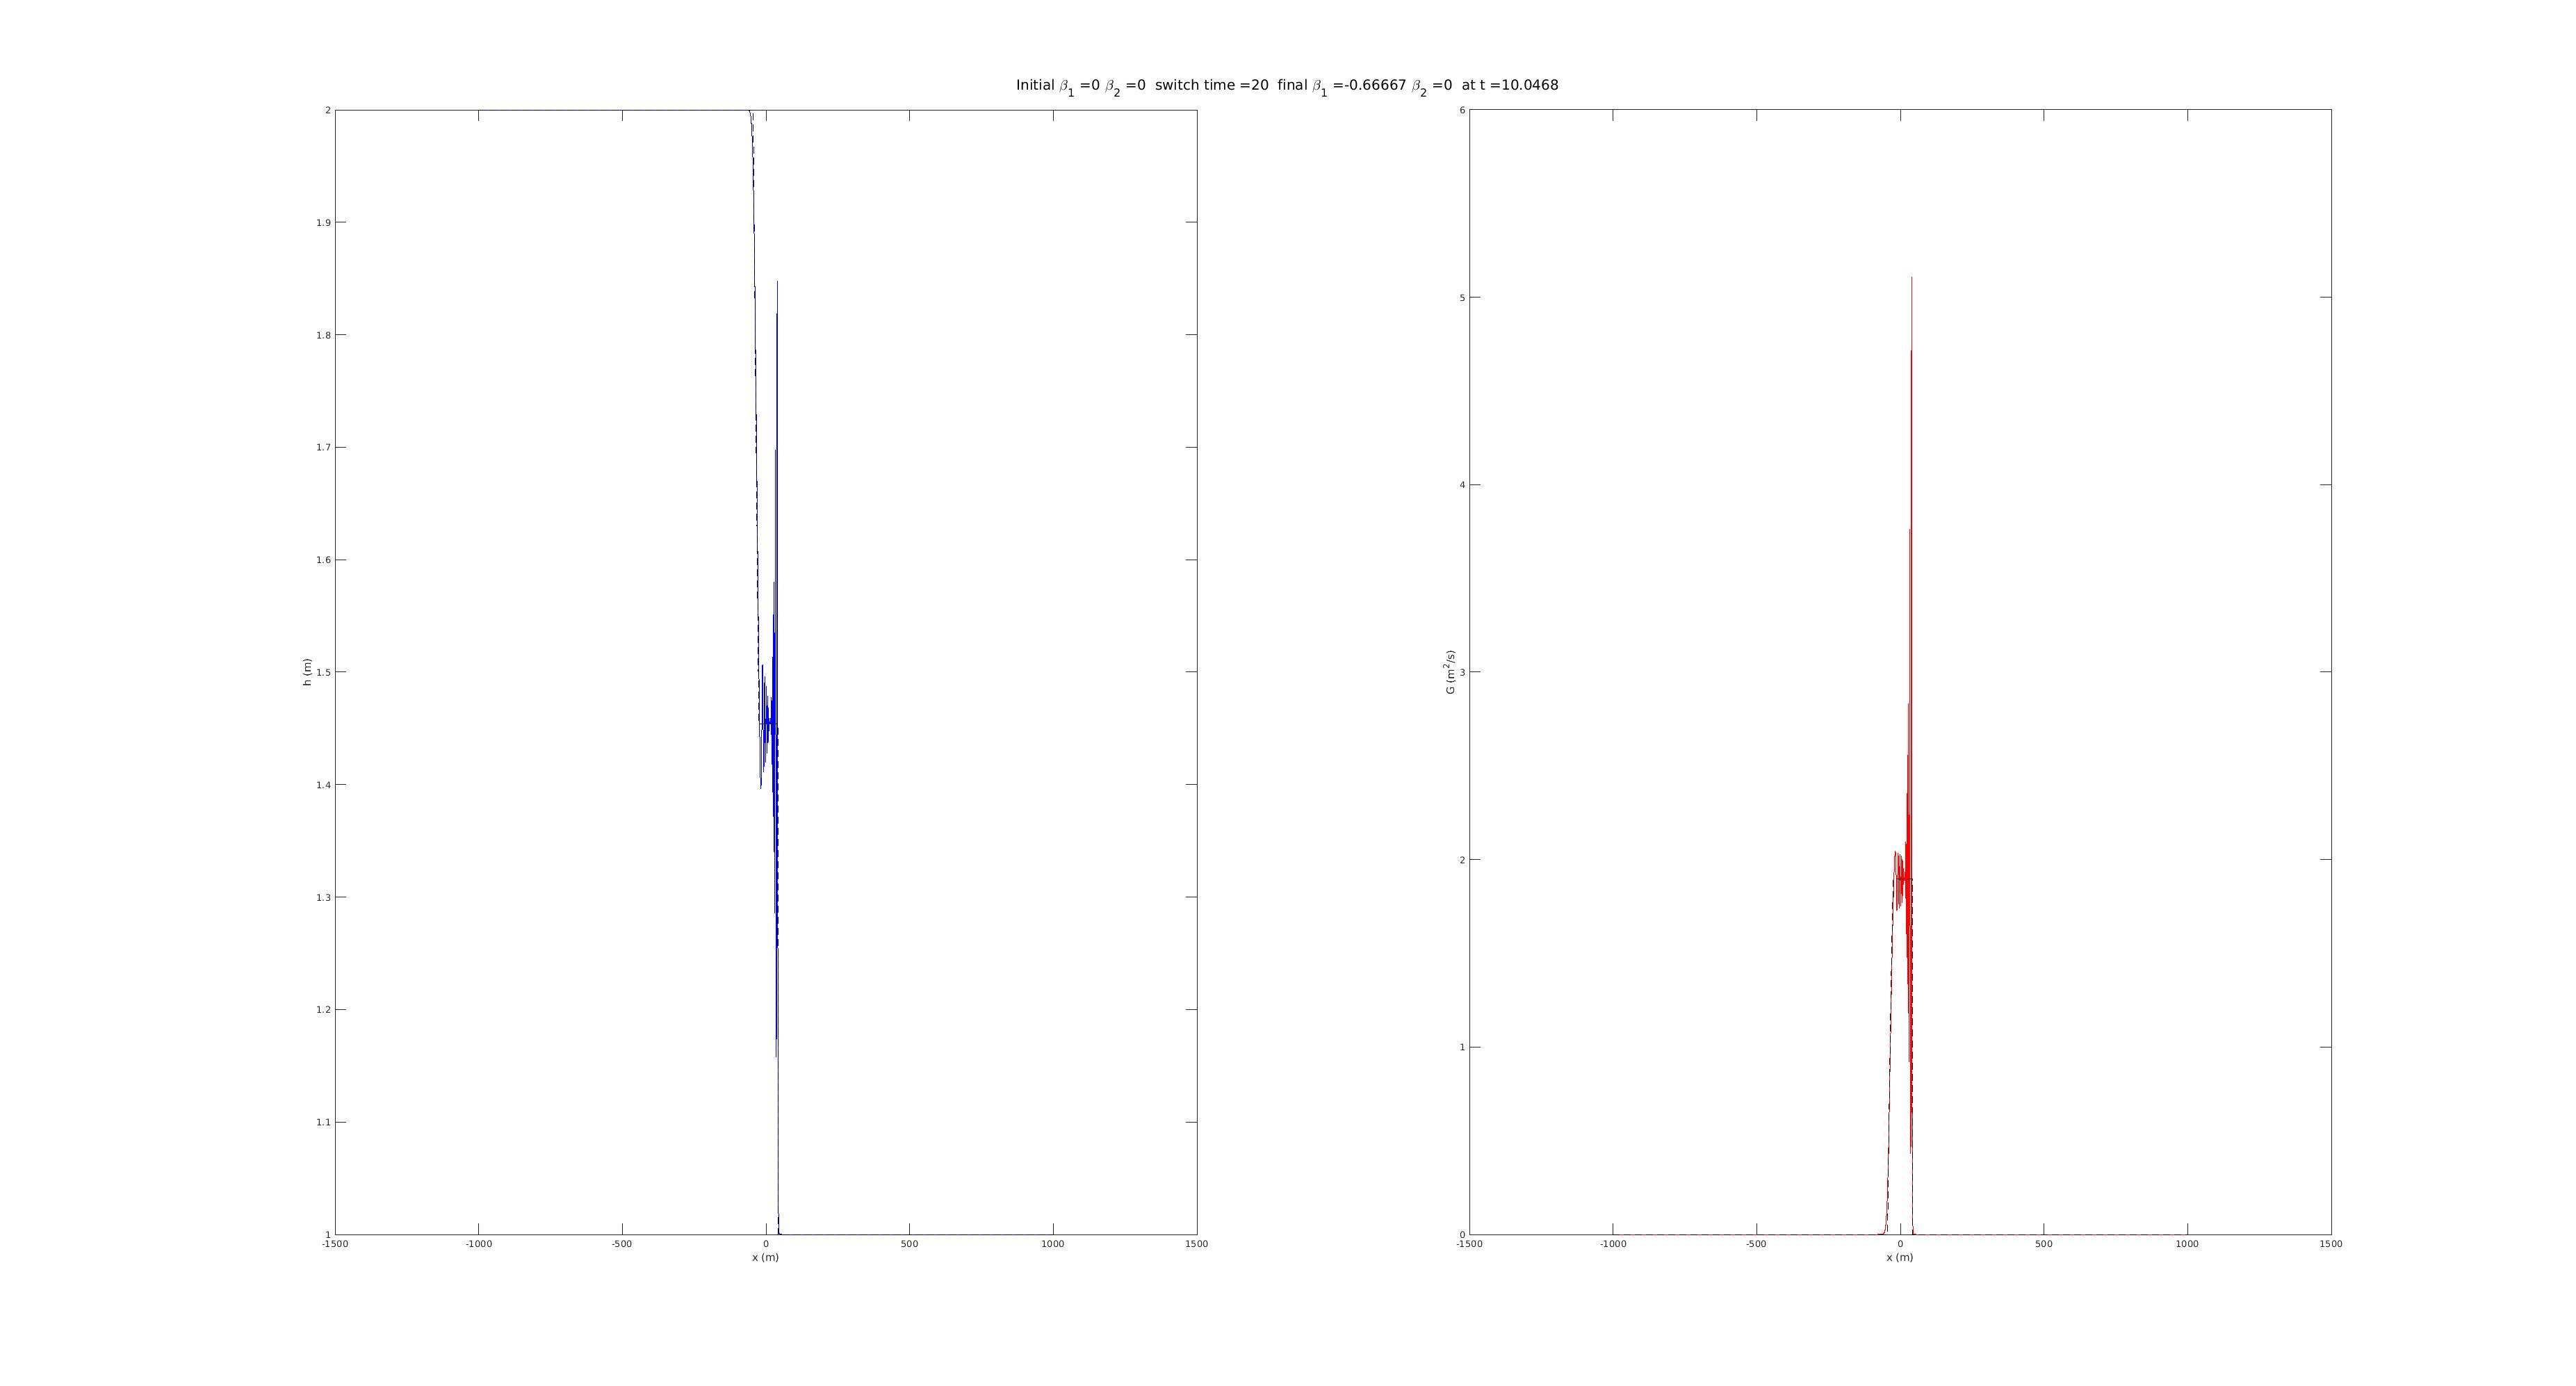 Initial β1 =0 β2 =0 switch time =20 final β1 =-0.66667 β2 =0 at t =10.0468
2
1.9
1.8
1.7
1.6
1.5
1.4
1.3
1.2
1.1
1
h (m)
-1500 -1000 -500 0 500 1000 1500
x (m)
6
5
4
3
2
1
0
G (m2/s)
-1500 -1000 -500 0 500 1000 1500
x (m)